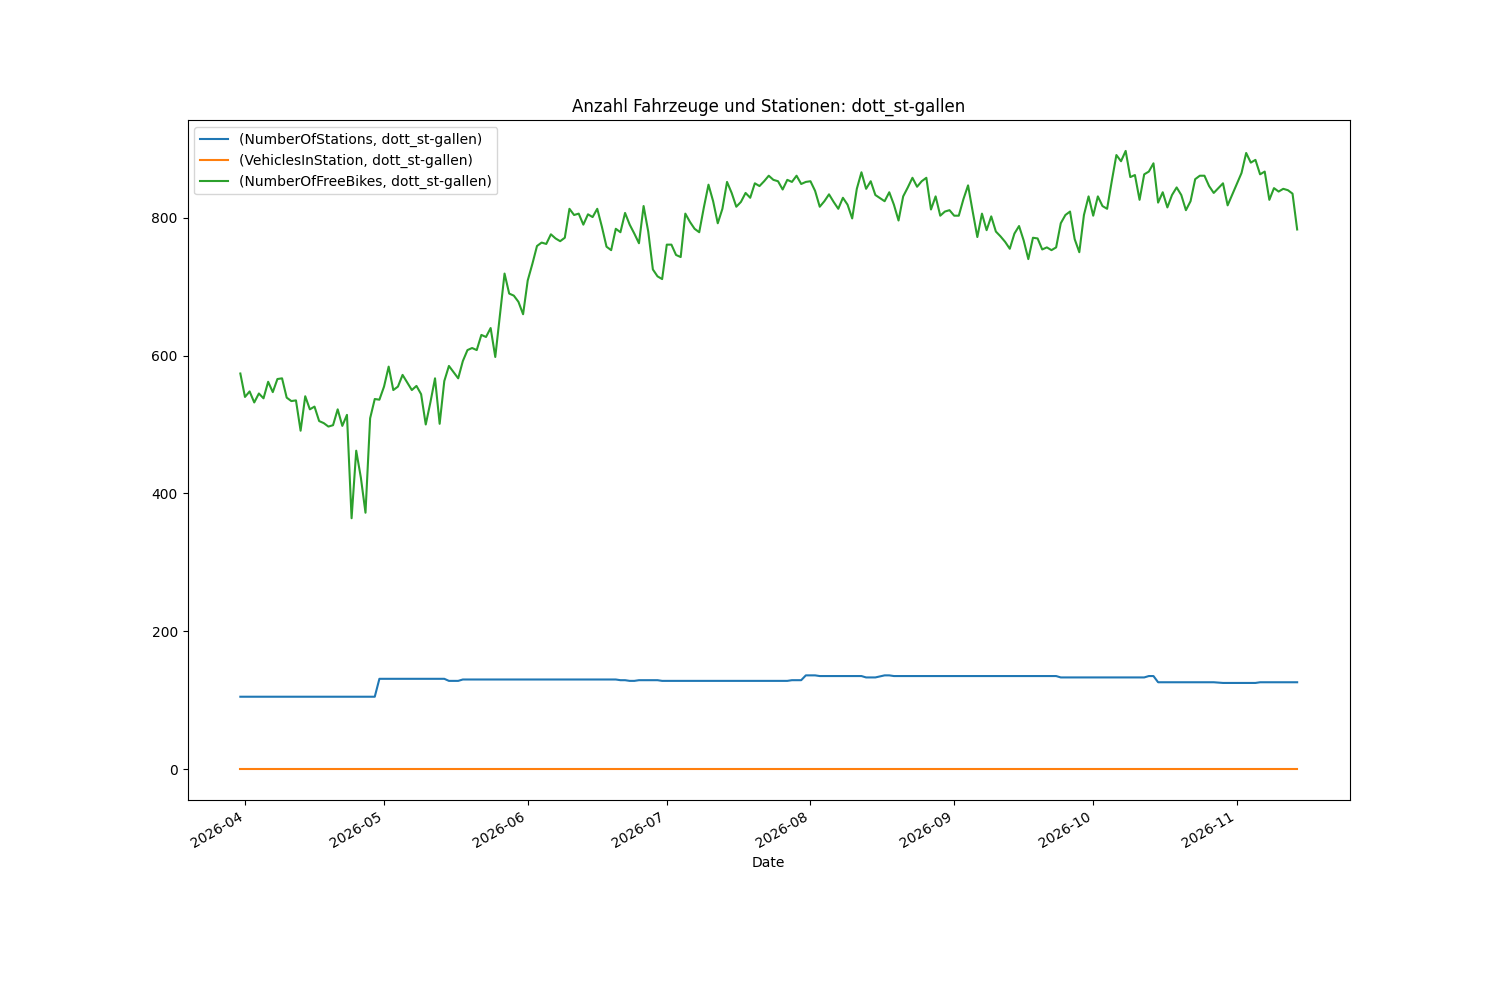 Anzahl Fahrzeuge und Stationen: dott_st-gallen
(NumberOfStations, dott_st-gallen)
(VehiclesInStation, dott_st-gallen)
(NumberOfFreeBikes, dott_st-gallen)
800
600
400
200
0
2026-04
2026-05
2026-06
2026-07
2026-08
2026-09
2026-10
2026-11
Date